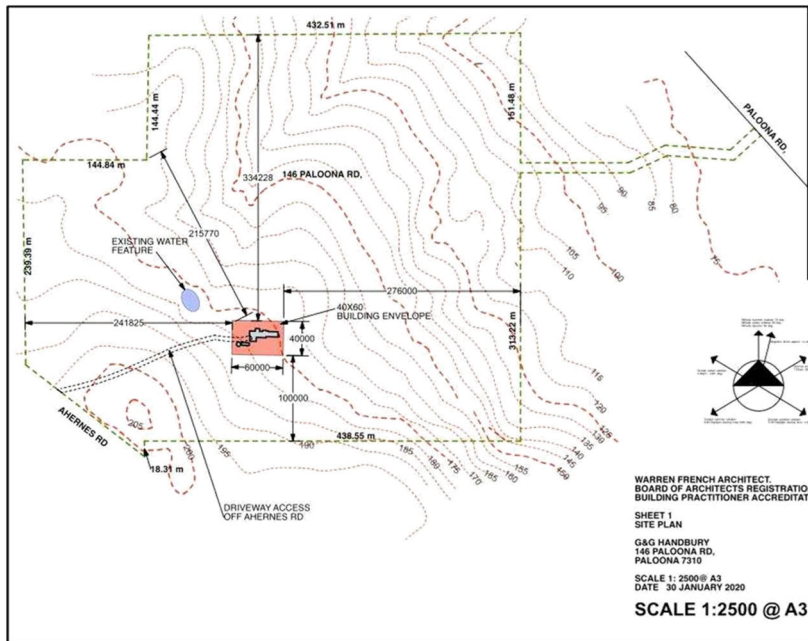 432.51 m
144.44 m
151.48 m
PALOONA RD,
144.84 m
334228
146 PALOONA RD,
90
95
85
80
75
215770
EXISTING WATER
FEATURE
239.39 m
105
100
110
276000
241825
40X60
BUILDING ENVELOPE
40000
313.22 m
60000
100000
115
120
125
130
135
140
145
150
AHERNES RD
205
200
195
190
438.55 m
185
180
175
170
165
160
155
18.31 m
DRIVEWAY ACCESS
OFF AHERNES RD
WARREN FRENCH ARCHITECT.
BOARD OF ARCHITECTS REGISTRATIO
BUILDING PRACTITIONER ACCREDITAT
SHEET 1
SITE PLAN
G&G HANDBURY
146 PALOONA RD,
PALOONA 7310
SCALE 1: 2500@ A3
DATE 30 JANUARY 2020
SCALE 1:2500 @ A3